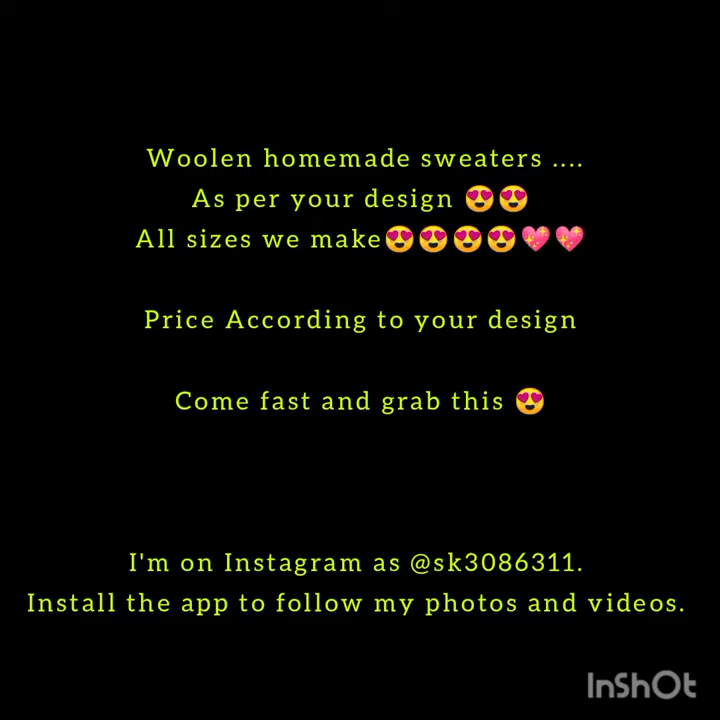 Woolen homemade sweaters ....
As per your design 😍😍
All sizes we make😍😍😍😍💖💖
Price According to your design
Come fast and grab this 😍
I'm on Instagram as @sk3086311.
Install the app to follow my photos and videos.
InShOt